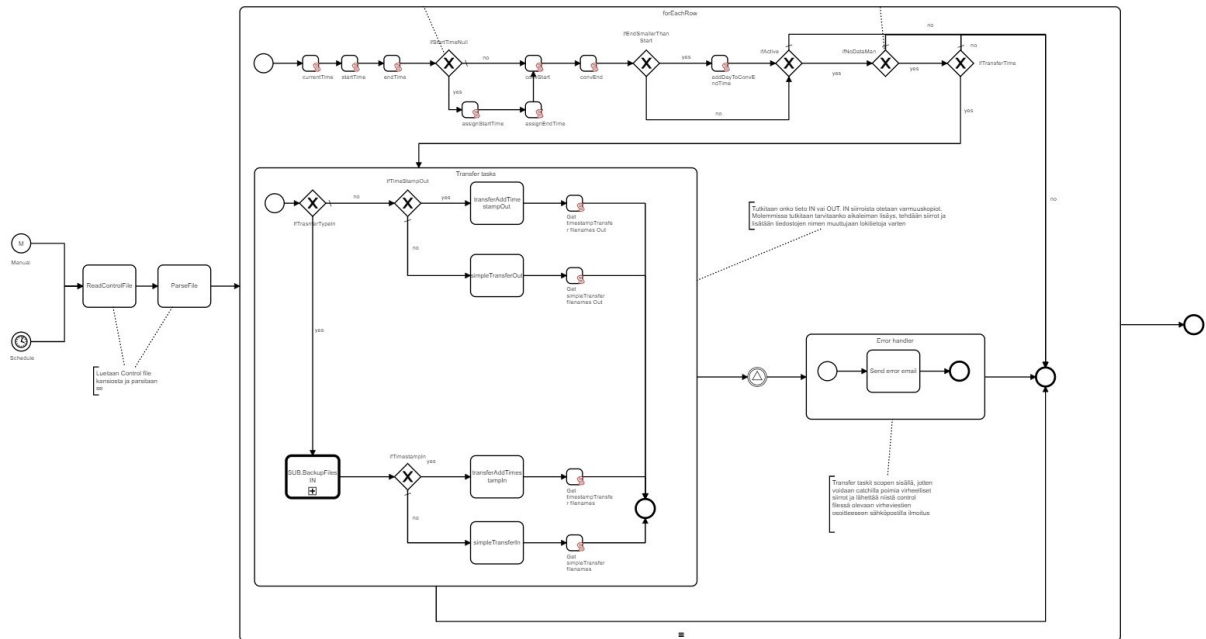 forEachRow
ifStartTimeNull
no
yes
currentTime
startTime
endTime
assignStartTime
assignEndTime
convStart
convEnd
ifEndSmallerThan
Start
yes
no
addDayToConvE
ndTime
ifActive
yes
ifNoDataMan
yes
no
no
ifTransferTime
yes
no
Transfer tasks
ifTrasnferTypeIn
no
yes
ifTimeStampOut
yes
no
transferAddTime
stampOut
Get
timestampTransfe
r filenames Out
simpleTransferOut
Get
simpleTransfer
filenames Out
Tutkitaan onko tieto IN vai OUT. IN siirroista otetaan varmuuskopiot.
Molemmissa tutkitaan tarvitaanko aikaleiman lisäys, tehdään siirrot ja
lisätään tiedostojen nimen muuttujaan lokitietoja varten
M
Manual
ReadControlFile
ParseFile
Schedule
Luetaan Control file
kansiosta ja parsitaan
se
Error handler
Send error email
SUB.BackupFiles
IN
ifTimestampIn
yes
no
transferAddTimes
tampIn
Get
timestampTransfe
r filenames
simpleTransferIn
Get
simpleTransfer
filenames
Transfer taskit scopen sisällä, jotten
voidaan catchilla poimia virheelliset
siirrot ja lähettää niistä control
filessä olevaan virheviestien
osoitteeseen sähköpostilla ilmoitus